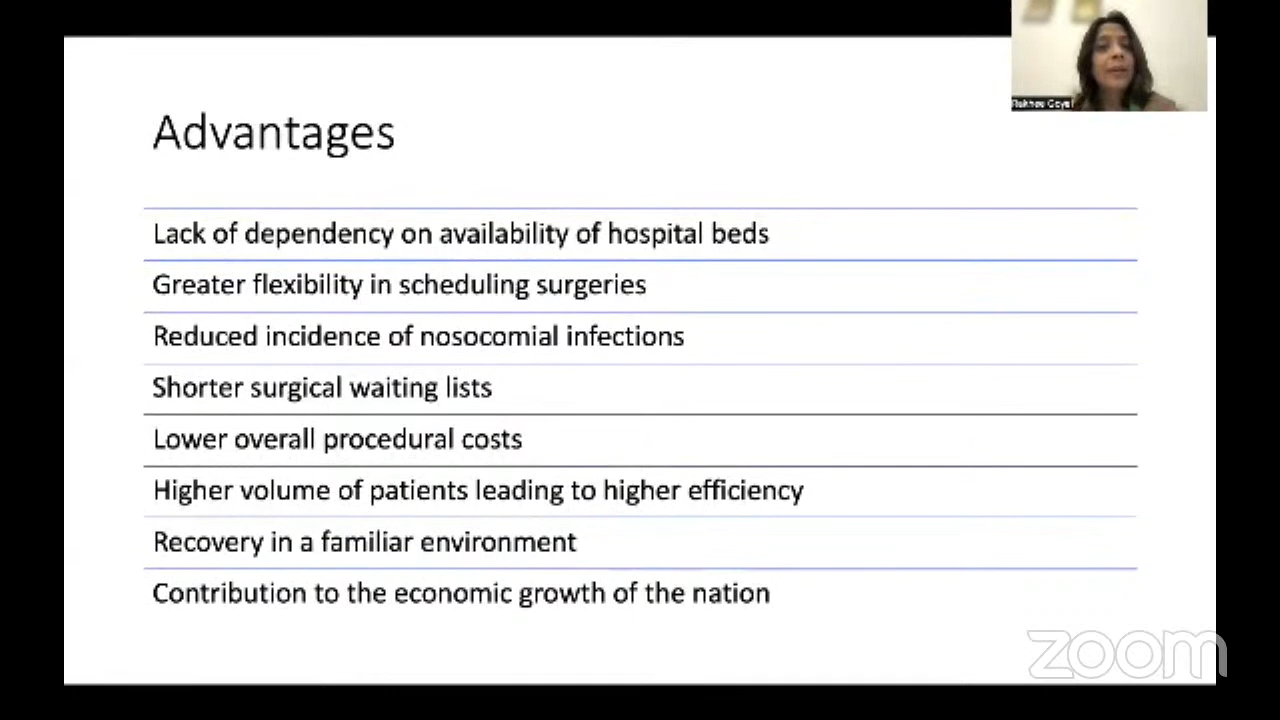 Rakhee Goyal
Advantages
Lack of dependency on availability of hospital beds
Greater flexibility in scheduling surgeries
Reduced incidence of nosocomial infections
Shorter surgical waiting lists
Lower overall procedural costs
Higher volume of patients leading to higher efficiency
Recovery in a familiar environment
Contribution to the economic growth of the nation
zoom